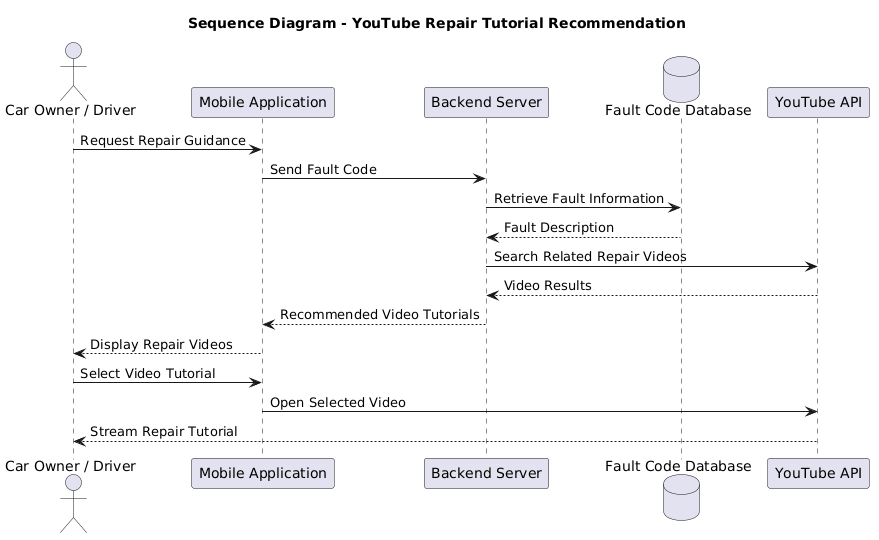 Sequence Diagram - YouTube Repair Tutorial Recommendation
Car Owner / Driver
Mobile Application
Backend Server
Fault Code Database
YouTube API
Request Repair Guidance
Send Fault Code
Retrieve Fault Information
Fault Description
Search Related Repair Videos
Video Results
Recommended Video Tutorials
Display Repair Videos
Select Video Tutorial
Open Selected Video
Stream Repair Tutorial
Car Owner / Driver
Mobile Application
Backend Server
Fault Code Database
YouTube API